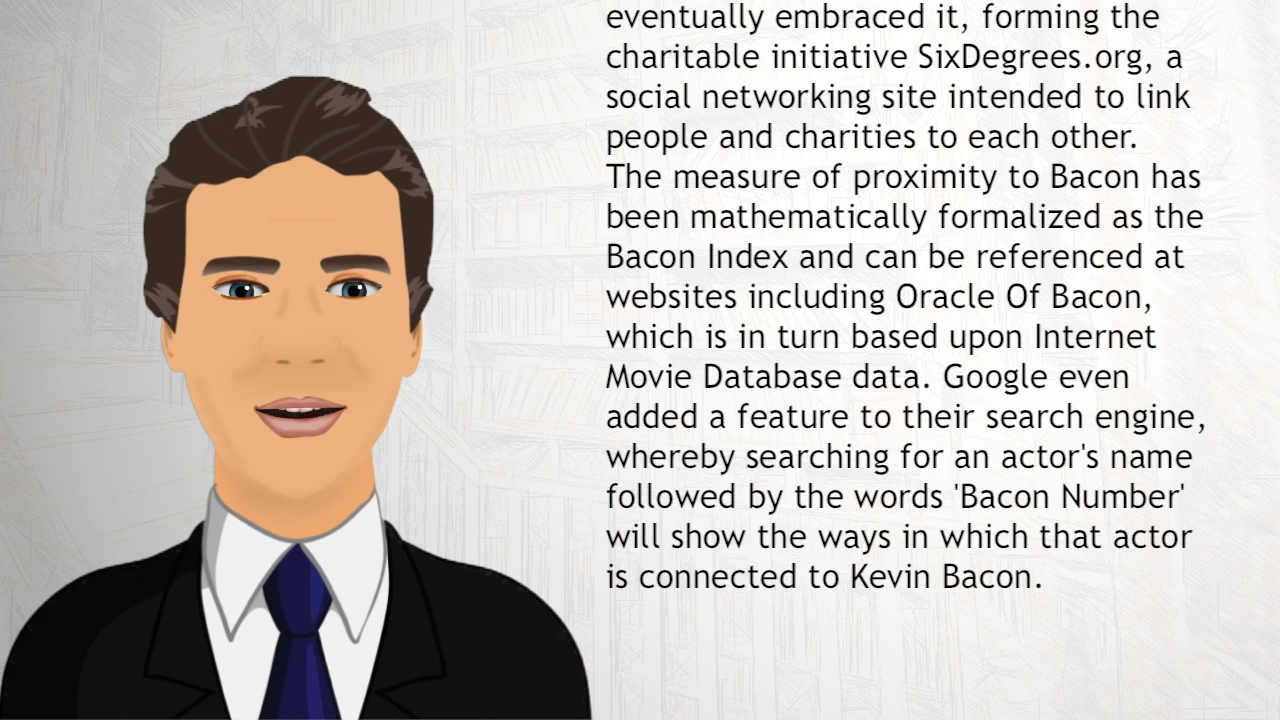 eventually embraced it, forming the
charitable initiative SixDegrees.org, a
social networking site intended to link
people and charities to each other.
The measure of proximity to Bacon has
been mathematically formalized as the
Bacon Index and can be referenced at
websites including Oracle Of Bacon,
which is in turn based upon Internet
Movie Database data. Google even
added a feature to their search engine,
whereby searching for an actor's name
followed by the words 'Bacon Number'
will show the ways in which that actor
is connected to Kevin Bacon.